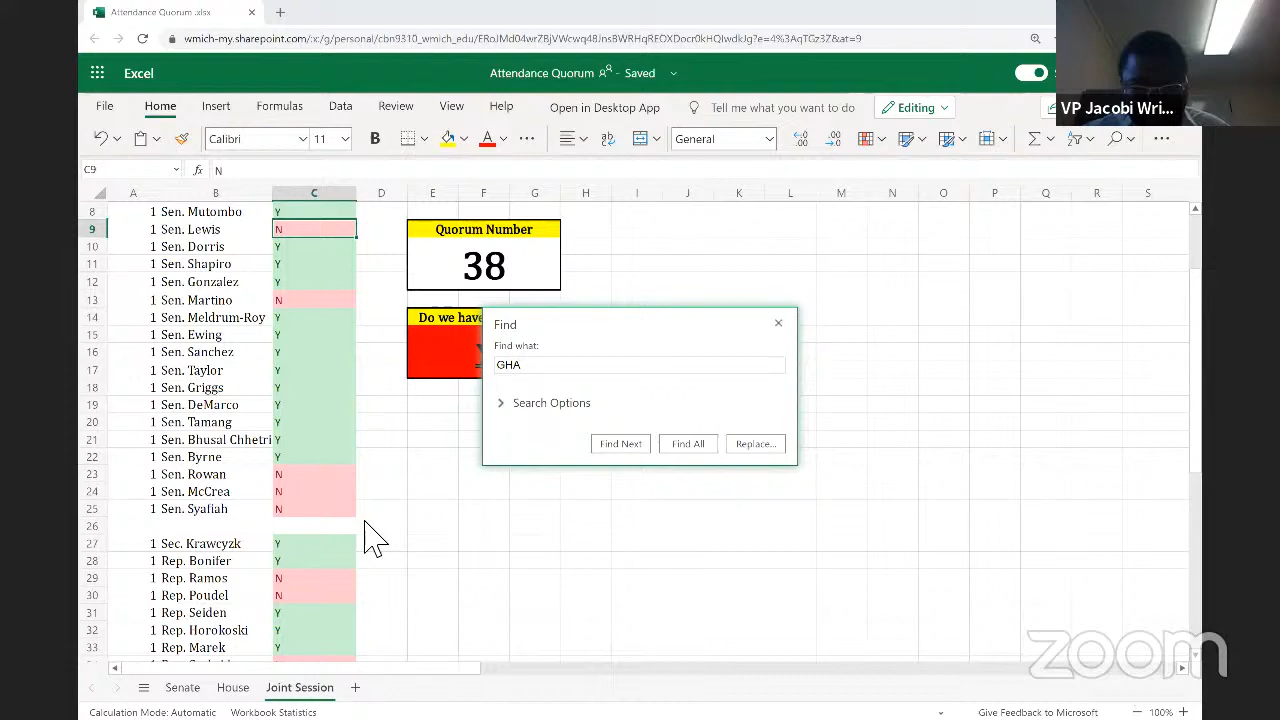 Attendance Quorum .xlsx
wmich-my.sharepoint.com
Excel
Attendance Quorum
- Saved
VP Jacobi Wri...
File Home Insert Formulas Data Review View Help Open in Desktop App Tell me what you want to do Editing
Calibri 11 B A General
C9 fx N
A B C D E F G H I J K L M N O P Q R S
8 1 Sen. Mutombo Y
9 1 Sen. Lewis N
10 1 Sen. Dorris Y
11 1 Sen. Shapiro Y
12 1 Sen. Gonzalez Y
13 1 Sen. Martino N
14 1 Sen. Meldrum-Roy Y
15 1 Sen. Ewing Y
16 1 Sen. Sanchez Y
17 1 Sen. Taylor Y
18 1 Sen. Griggs Y
19 1 Sen. DeMarco Y
20 1 Sen. Tamang Y
21 1 Sen. Bhusal Chhetri Y
22 1 Sen. Byrne Y
23 1 Sen. Rowan N
24 1 Sen. McCrea N
25 1 Sen. Syafiah N
26
27 1 Sec. Krawcyzk Y
28 1 Rep. Bonifer Y
29 1 Rep. Ramos N
30 1 Rep. Poudel N
31 1 Rep. Seiden Y
32 1 Rep. Horokoski Y
33 1 Rep. Marek Y
Quorum Number
38
Do we have
Find
Find what:
GHA
Search Options
Find Next Find All Replace...
zoom
Senate House Joint Session
Calculation Mode: Automatic Workbook Statistics Give Feedback to Microsoft 100%